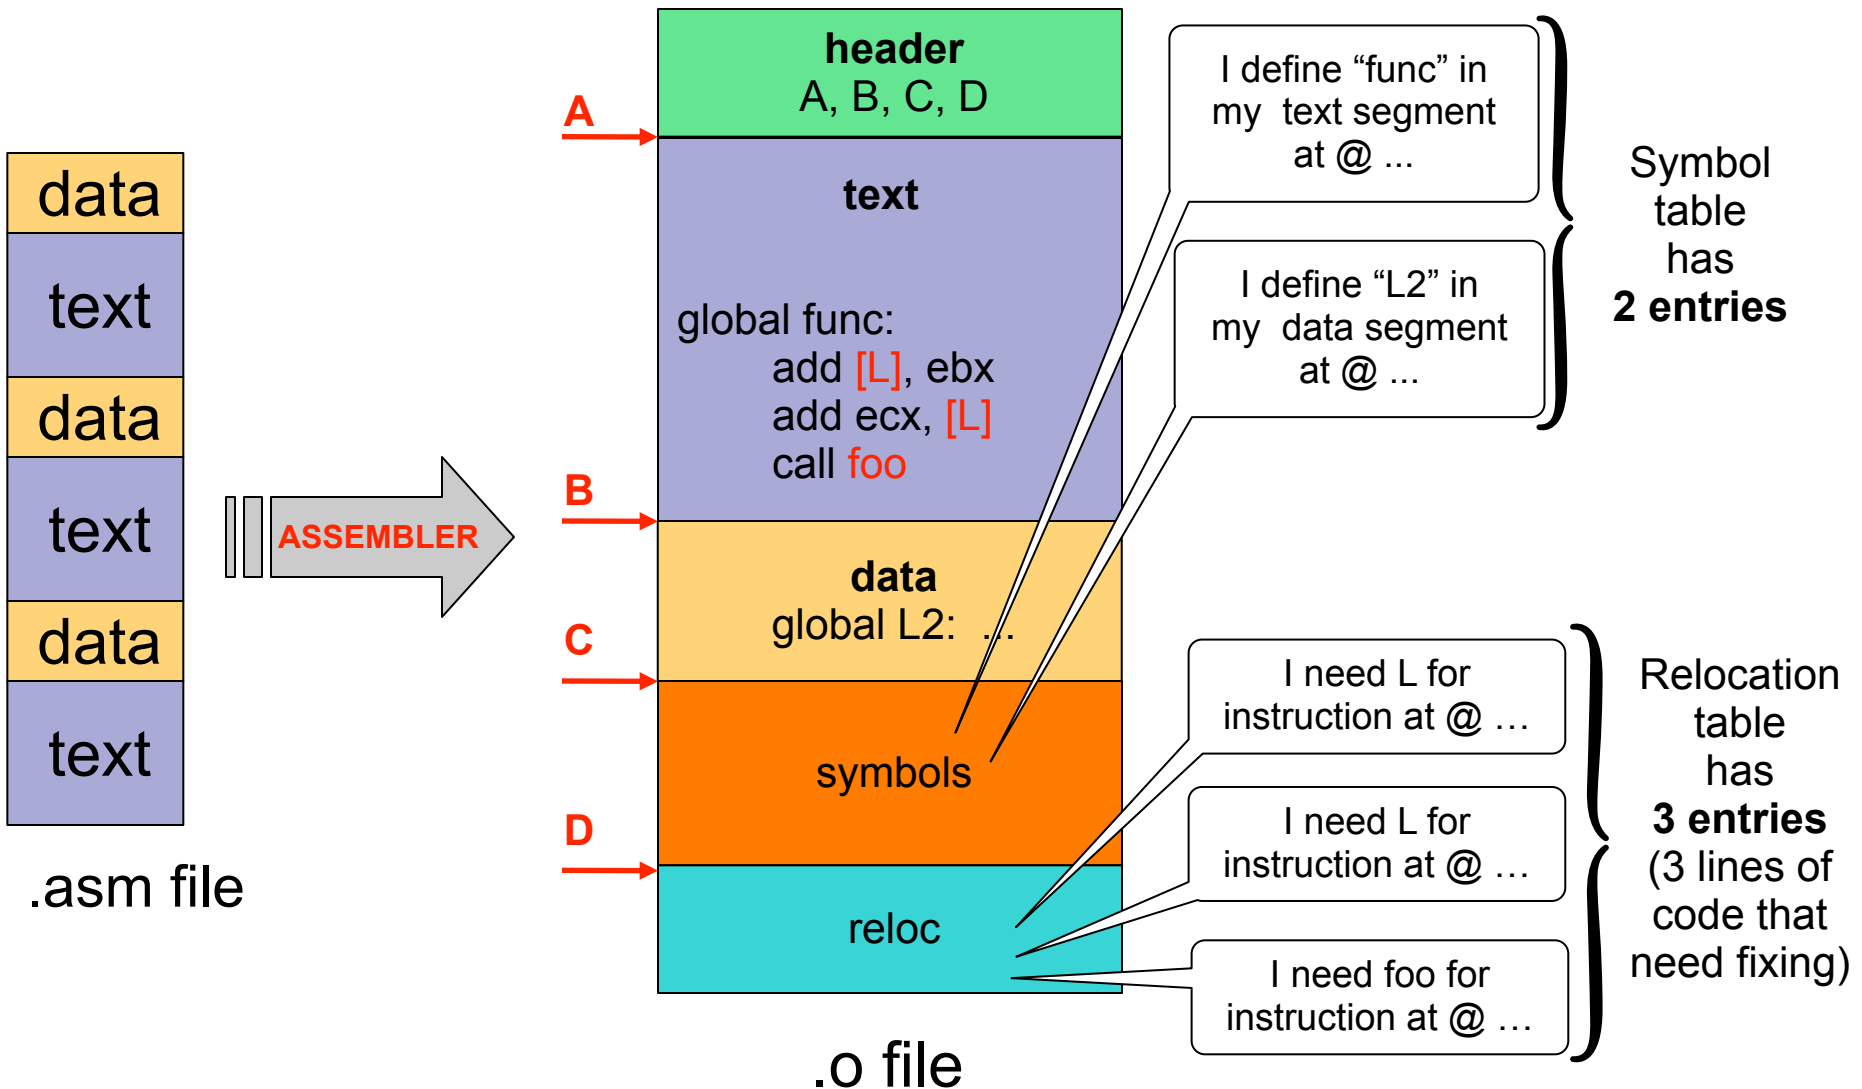 data
text
data
text
data
text
.asm file
ASSEMBLER
A
B
C
D
header
A, B, C, D
text
global func:
add [L], ebx
add ecx, [L]
call foo
data
global L2: ...
symbols
reloc
.o file
I define “func” in
my text segment
at @ ...
I define “L2” in
my data segment
at @ ...
Symbol
table
has
2 entries
I need L for
instruction at @ …
I need L for
instruction at @ …
I need foo for
instruction at @ …
Relocation
table
has
3 entries
(3 lines of
code that
need fixing)